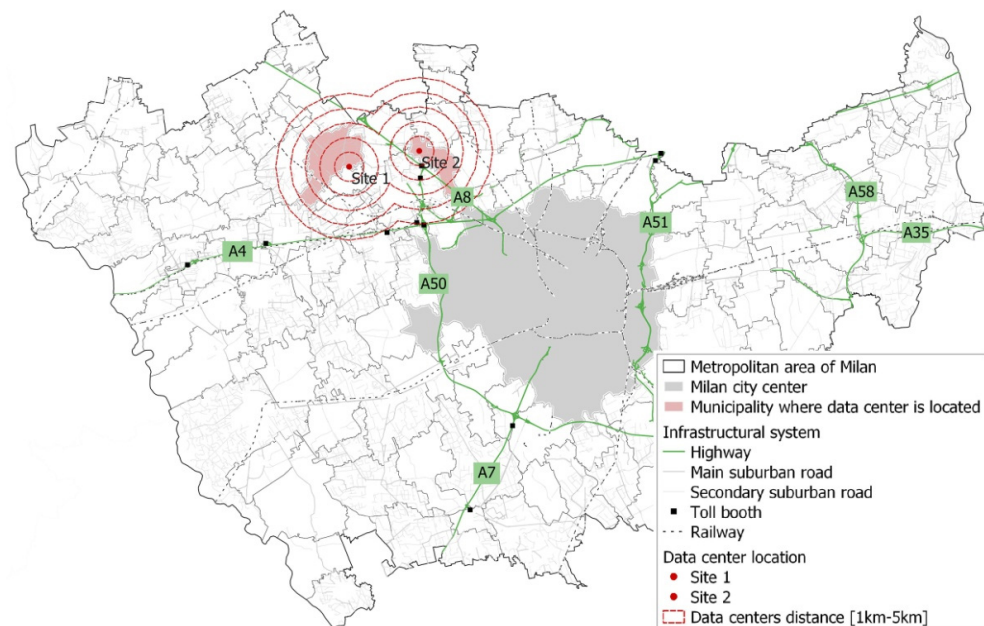 Site 1
Site 2
A8
A58
A51
A35
A4
A50
A7
Metropolitan area of Milan
Milan city center
Municipality where data center is located
Infrastructural system
Highway
Main suburban road
Secondary suburban road
Toll booth
Railway
Data center location
Site 1
Site 2
Data centers distance [1km-5km]